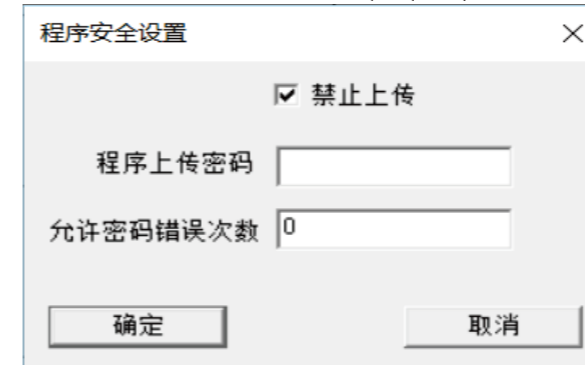 程序安全设置
禁止上传
程序上传密码
允许密码错误次数 0
确定 取消